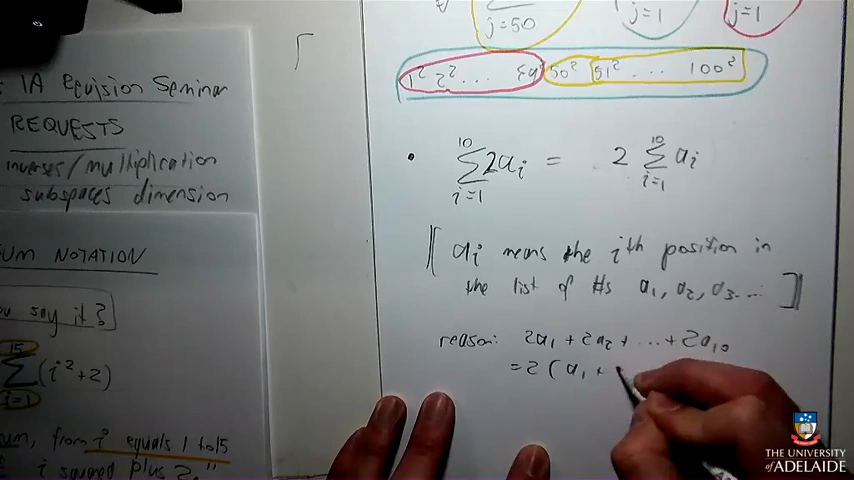 1A Revision Seminar
REQUESTS
inverses/multiplication
subspaces dimension
SUM NOTATION
you say it?
15
∑ (i²+2)
i=1
sum, from i equals 1 to 15
i squared plus 2."
j=50
j=1
j=1
1² 2² .... 49² 50² 51² .... 100²
• 10 ∑ i=1 2aᵢ = 2 10 ∑ i=1 aᵢ
[ aᵢ means the ith position in
the list of #s a₁, a₂, a₃... ]
reason: 2a₁ + 2a₂ + ... + 2a₁₀
= 2 ( a₁ +
THE UNIVERSITY
of ADELAIDE